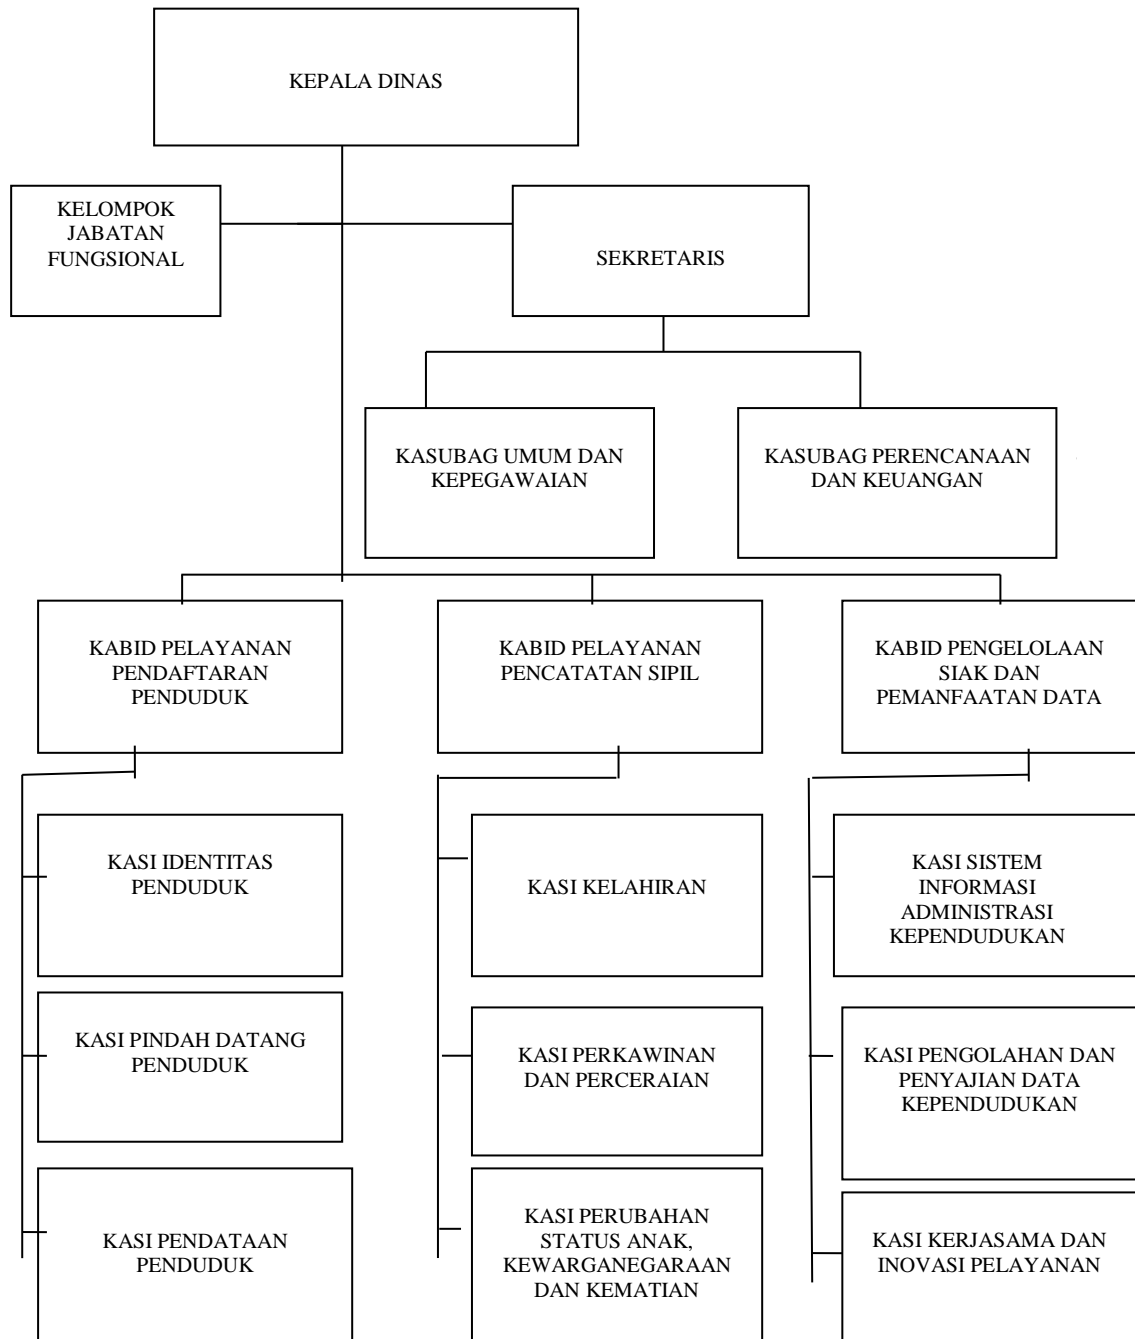 KEPALA DINAS
KELOMPOK
JABATAN
FUNGSIONAL
SEKRETARIS
KASUBAG UMUM DAN
KEPEGAWAIAN
KASUBAG PERENCANAAN
DAN KEUANGAN
KABID PELAYANAN
PENDAFTARAN
PENDUDUK
KABID PELAYANAN
PENCATATAN SIPIL
KABID PENGELOLAAN
SIAK DAN
PEMANFAATAN DATA
KASI IDENTITAS
PENDUDUK
KASI KELAHIRAN
KASI SISTEM
INFORMASI
ADMINISTRASI
KEPENDUDUKAN
KASI PINDAH DATANG
PENDUDUK
KASI PERKAWINAN
DAN PERCERAIAN
KASI PENGOLAHAN DAN
PENYAJIAN DATA
KEPENDUDUKAN
KASI PENDATAAN
PENDUDUK
KASI PERUBAHAN
STATUS ANAK,
KEWARGANEGARAAN
DAN KEMATIAN
KASI KERJASAMA DAN
INOVASI PELAYANAN